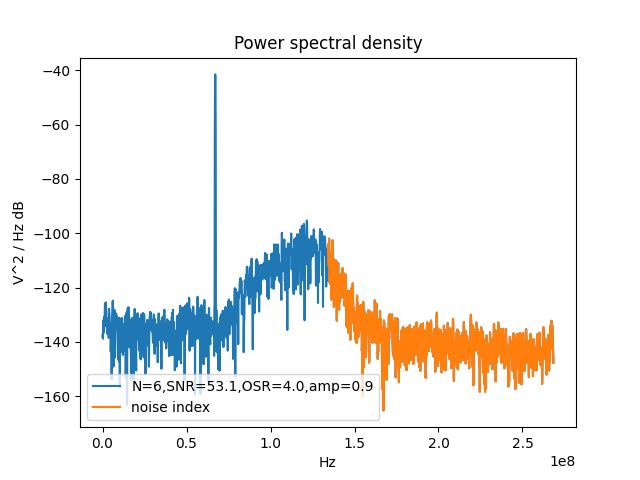 Power spectral density
V^2 / Hz dB
−40
−60
−80
−100
−120
−140
−160
N=6,SNR=53.1,OSR=4.0,amp=0.9
noise index
0.0 0.5 1.0 1.5 2.0 2.5
1e8
Hz